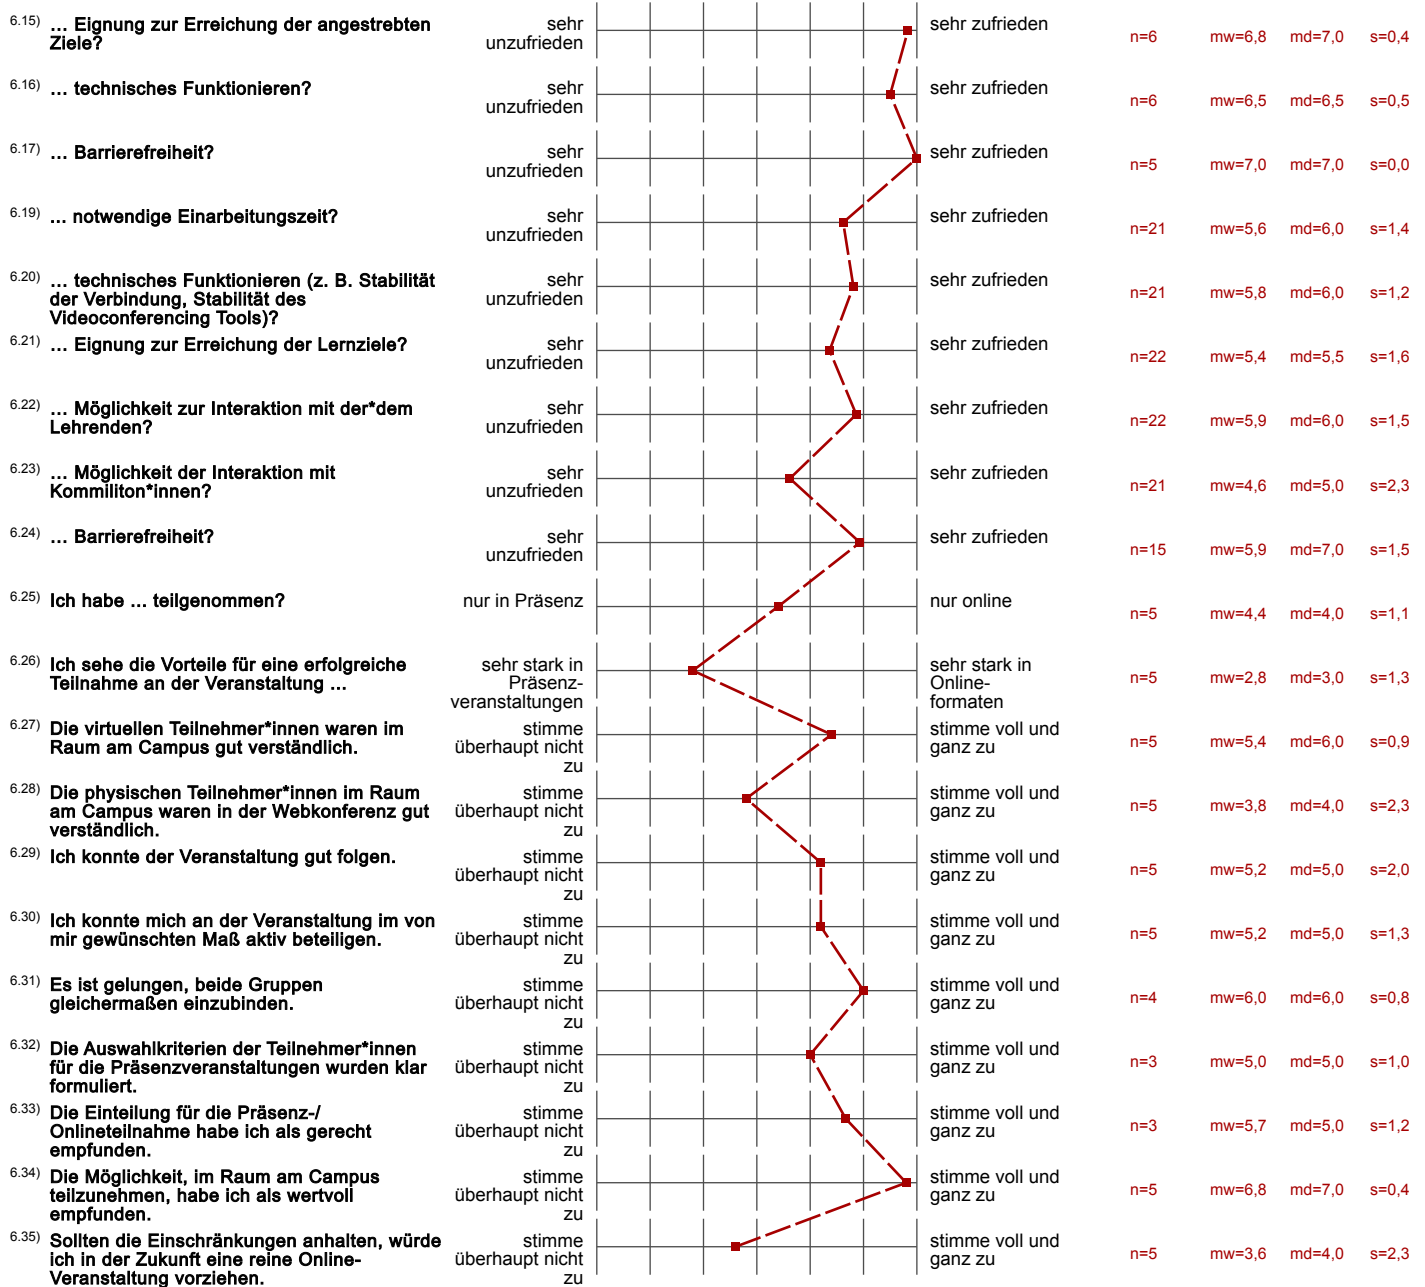 6.15) ... Eignung zur Erreichung der angestrebten Ziele?
sehr unzufrieden
sehr zufrieden
n=6 mw=6,8 md=7,0 s=0,4
6.16) ... technisches Funktionieren?
sehr unzufrieden
sehr zufrieden
n=6 mw=6,5 md=6,5 s=0,5
6.17) ... Barrierefreiheit?
sehr unzufrieden
sehr zufrieden
n=5 mw=7,0 md=7,0 s=0,0
6.19) ... notwendige Einarbeitungszeit?
sehr unzufrieden
sehr zufrieden
n=21 mw=5,6 md=6,0 s=1,4
6.20) ... technisches Funktionieren (z. B. Stabilität
der Verbindung, Stabilität des
Videoconferencing Tools)?
sehr unzufrieden
sehr zufrieden
n=21 mw=5,8 md=6,0 s=1,2
6.21) ... Eignung zur Erreichung der Lernziele?
sehr unzufrieden
sehr zufrieden
n=22 mw=5,4 md=5,5 s=1,6
6.22) ... Möglichkeit zur Interaktion mit der*dem
Lehrenden?
sehr unzufrieden
sehr zufrieden
n=22 mw=5,9 md=6,0 s=1,5
6.23) ... Möglichkeit der Interaktion mit
Kommiliton*innen?
sehr unzufrieden
sehr zufrieden
n=21 mw=4,6 md=5,0 s=2,3
6.24) ... Barrierefreiheit?
sehr unzufrieden
sehr zufrieden
n=15 mw=5,9 md=7,0 s=1,5
6.25) Ich habe ... teilgenommen?
nur in Präsenz
nur online
n=5 mw=4,4 md=4,0 s=1,1
6.26) Ich sehe die Vorteile für eine erfolgreiche
Teilnahme an der Veranstaltung ...
sehr stark in
Präsenz-
veranstaltungen
sehr stark in
Online-
formaten
n=5 mw=2,8 md=3,0 s=1,3
6.27) Die virtuellen Teilnehmer*innen waren im
Raum am Campus gut verständlich.
stimme
überhaupt nicht
zu
stimme voll und
ganz zu
n=5 mw=5,4 md=6,0 s=0,9
6.28) Die physischen Teilnehmer*innen im Raum
am Campus waren in der Webkonferenz gut
verständlich.
stimme
überhaupt nicht
zu
stimme voll und
ganz zu
n=5 mw=3,8 md=4,0 s=2,3
6.29) Ich konnte der Veranstaltung gut folgen.
stimme
überhaupt nicht
zu
stimme voll und
ganz zu
n=5 mw=5,2 md=5,0 s=2,0
6.30) Ich konnte mich an der Veranstaltung im von
mir gewünschten Maß aktiv beteiligen.
stimme
überhaupt nicht
zu
stimme voll und
ganz zu
n=5 mw=5,2 md=5,0 s=1,3
6.31) Es ist gelungen, beide Gruppen
gleichermaßen einzubinden.
stimme
überhaupt nicht
zu
stimme voll und
ganz zu
n=4 mw=6,0 md=6,0 s=0,8
6.32) Die Auswahlkriterien der Teilnehmer*innen
für die Präsenzveranstaltungen wurden klar
formuliert.
stimme
überhaupt nicht
zu
stimme voll und
ganz zu
n=3 mw=5,0 md=5,0 s=1,0
6.33) Die Einteilung für die Präsenz-/
Onlineteilnahme habe ich als gerecht
empfunden.
stimme
überhaupt nicht
zu
stimme voll und
ganz zu
n=3 mw=5,7 md=5,0 s=1,2
6.34) Die Möglichkeit, im Raum am Campus
teilzunehmen, habe ich als wertvoll
empfunden.
stimme
überhaupt nicht
zu
stimme voll und
ganz zu
n=5 mw=6,8 md=7,0 s=0,4
6.35) Sollten die Einschränkungen anhalten, würde
ich in der Zukunft eine reine Online-
Veranstaltung vorziehen.
stimme
überhaupt nicht
zu
stimme voll und
ganz zu
n=5 mw=3,6 md=4,0 s=2,3